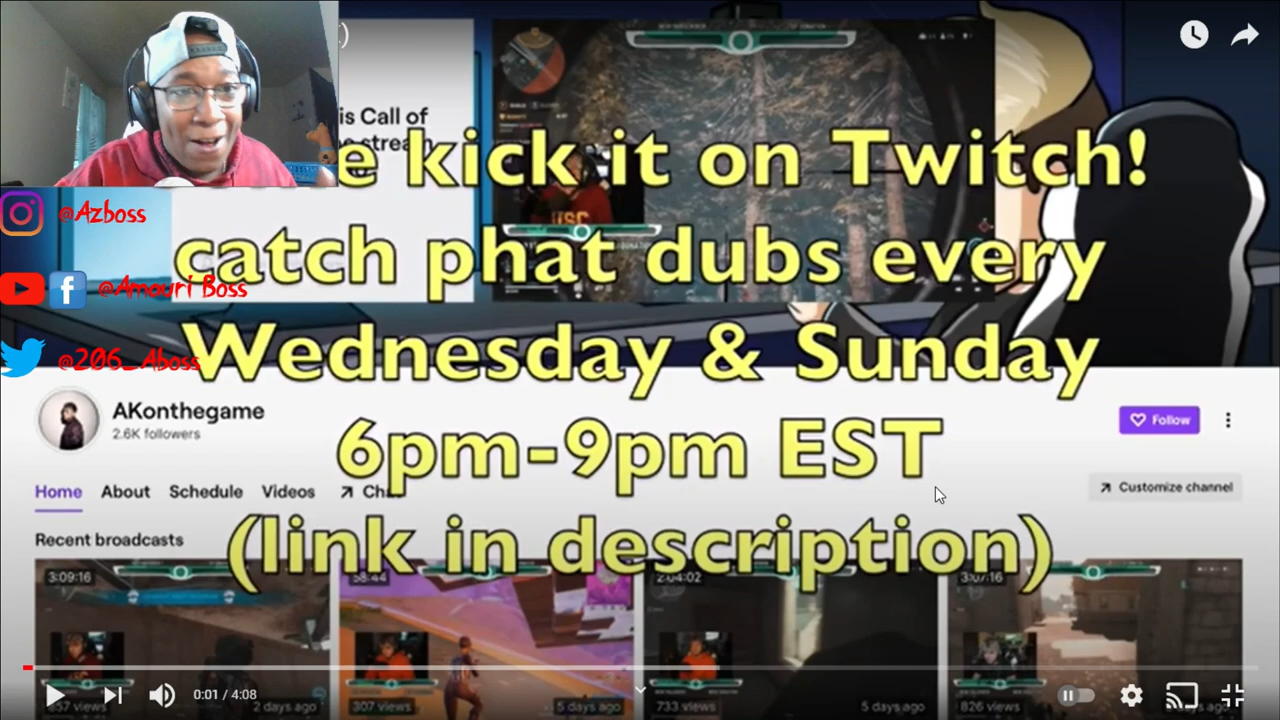 )
is Call of
e kick it on Twitch!
catch phat dubs every
Wednesday & Sunday
6pm-9pm EST
(link in description)
@Azboss
@Amouri Boss
@206_Aboss
AKonthegame
2.6K followers
Follow
Home About Schedule Videos
Customize channel
Recent broadcasts
3:09:16
58:44
2:04:02
3:07:16
0:01 / 4:08
2 days ago
307 views
5 days ago
733 views
5 days ago
826 views